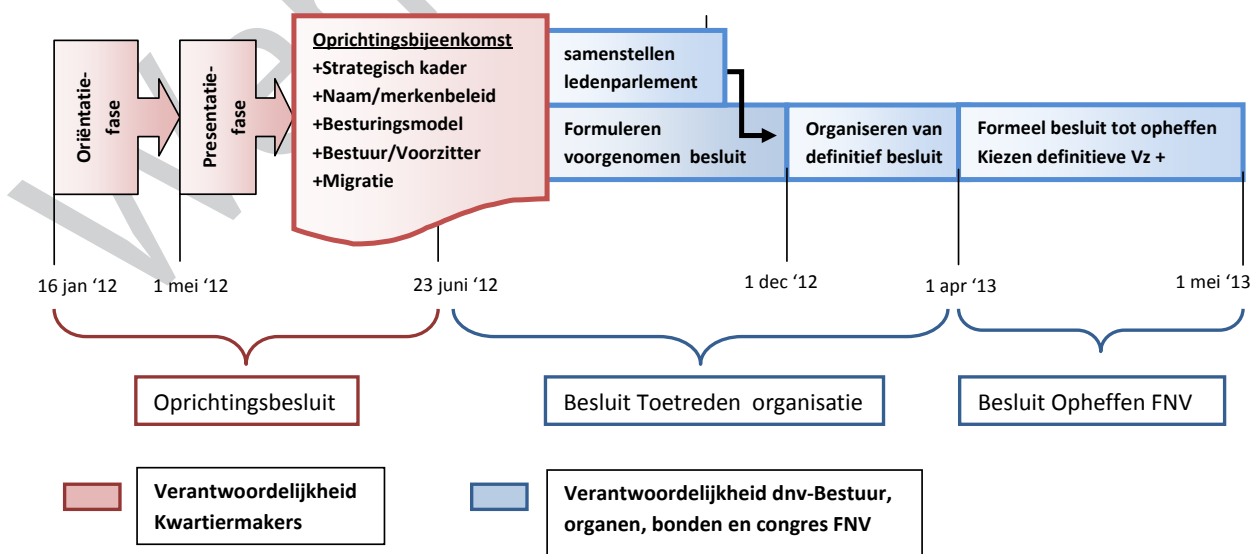 Oriëntatie-
fase
Presentatie-
fase
Oprichtingsbijeenkomst
+Strategisch kader
+Naam/merkenbeleid
+Besturingsmodel
+Bestuur/Voorzitter
+Migratie
samenstellen
ledenparlement
Formuleren
voorgenomen besluit
Organiseren van
definitief besluit
Formeel besluit tot opheffen
Kiezen definitieve Vz +
16 jan ‘12
1 mei ‘12
23 juni ‘12
1 dec ’12
1 apr‘13
1 mei ‘13
Oprichtingsbesluit
Besluit Toetreden organisatie
Besluit Opheffen FNV
Verantwoordelijkheid
Kwartiermakers
Verantwoordelijkheid dnv-Bestuur,
organen, bonden en congres FNV